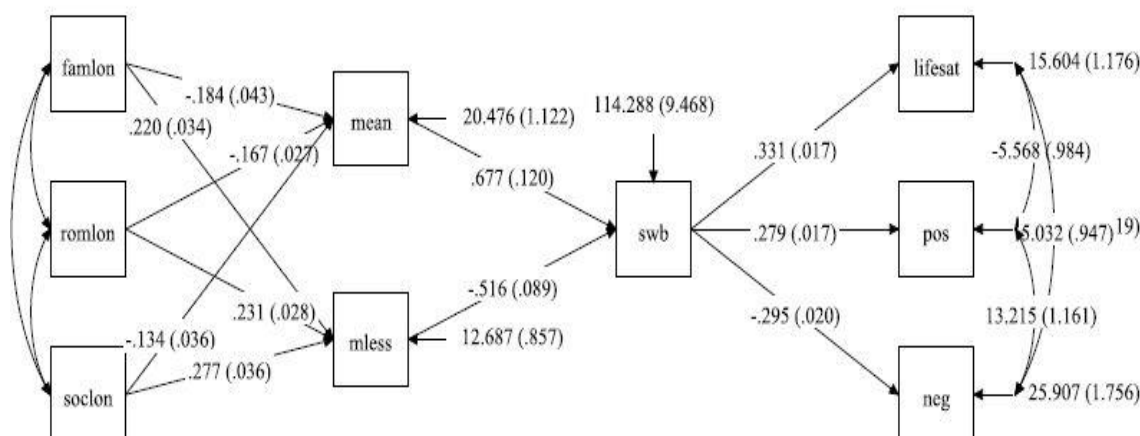 famlon
lifesat
15.604 (1.176)
-.184 (.043)
.220 (.034)
mean
20.476 (1.122)
114.288 (9.468)
-.167 (.027)
.331 (.017)
-5.568 (.984)
.677 (.120)
romlon
swb
.279 (.017)
pos
5.032 (.947)
19)
-.516 (.089)
.231 (.028)
-.295 (.020)
13.215 (1.161)
-.134 (.036)
mless
12.687 (.857)
.277 (.036)
soclon
neg
25.907 (1.756)